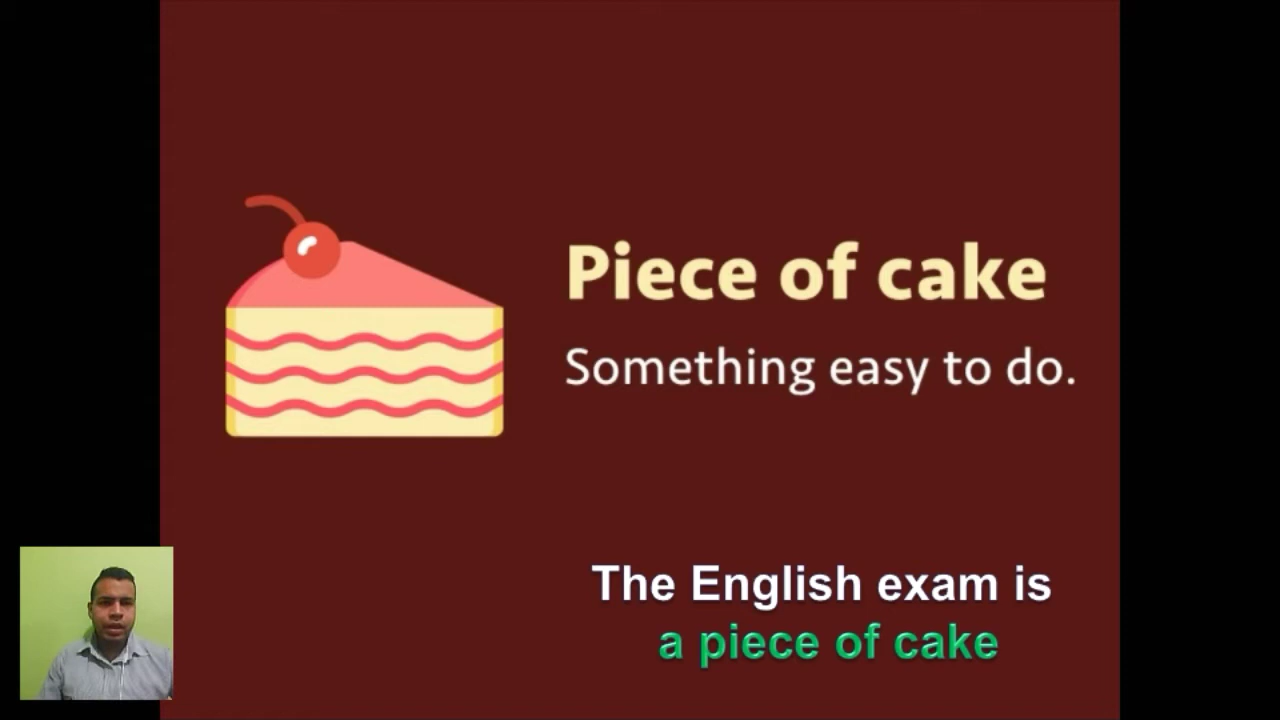 Piece of cake
Something easy to do.
The English exam is
a piece of cake